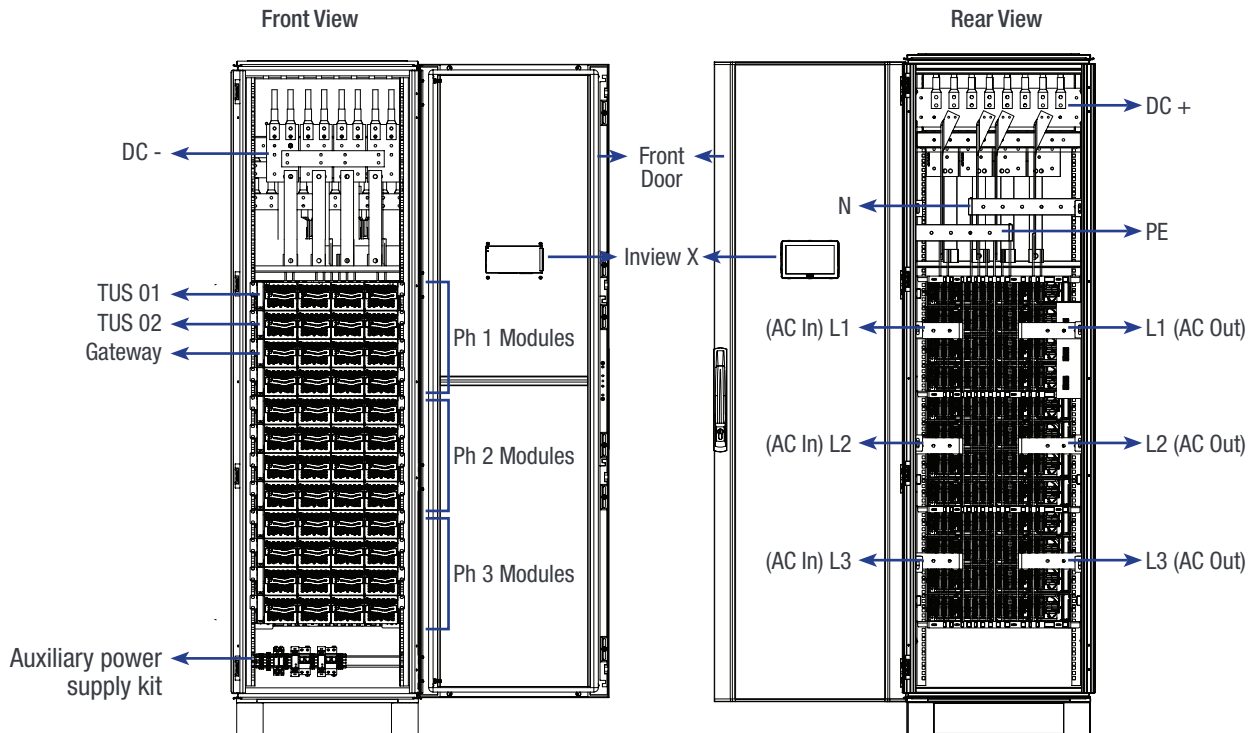 Front View
Rear View
DC -
DC +
Front
Door
N
PE
Inview X
TUS 01
TUS 02
Gateway
Ph 1 Modules
(AC In) L1
L1 (AC Out)
Ph 2 Modules
(AC In) L2
L2 (AC Out)
Ph 3 Modules
(AC In) L3
L3 (AC Out)
Auxiliary power
supply kit